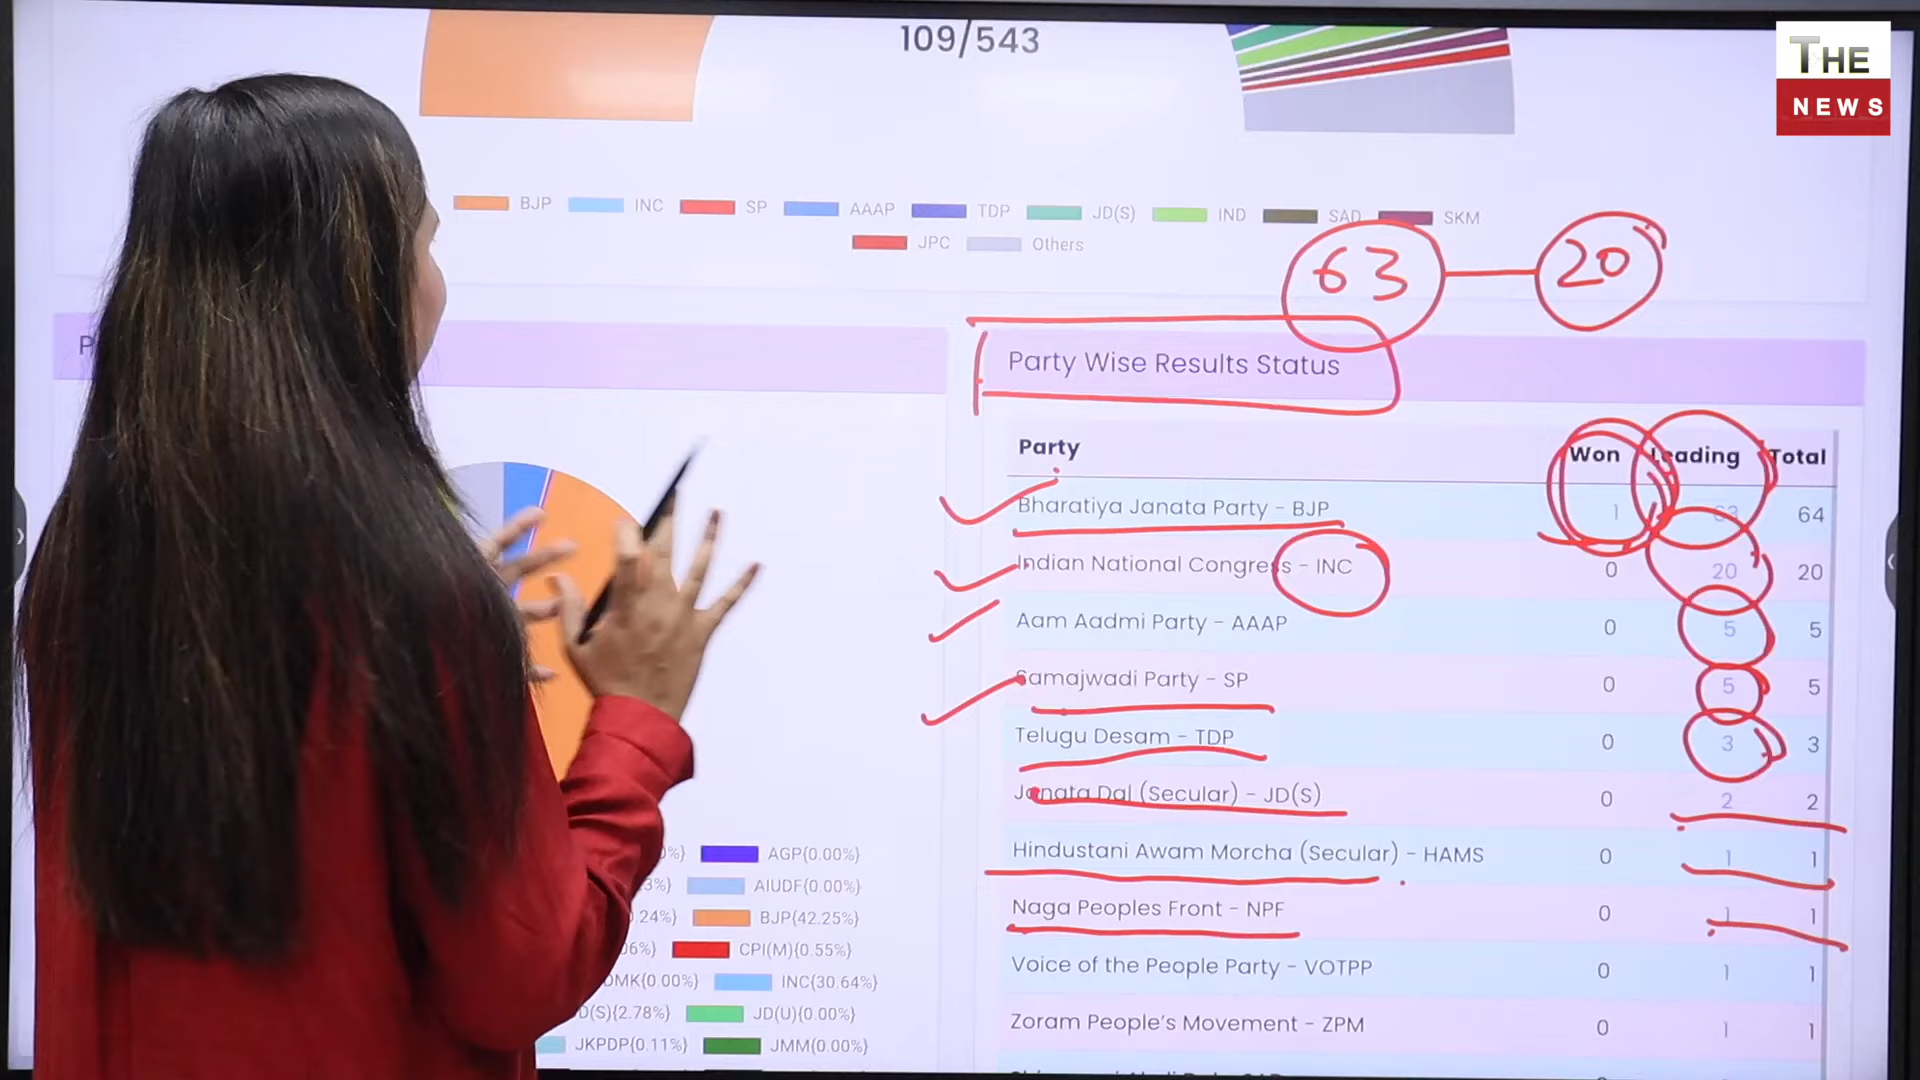 109/543
THE
NEWS
BJP INC SP AAAP TDP JD(S) IND SAD SKM
JPC Others
63 20
Party Wise Results Status
Party Won Leading Total
Bharatiya Janata Party - BJP 1 63 64
Indian National Congress - INC 0 20 20
Aam Aadmi Party - AAAP 0 5 5
Samajwadi Party - SP 0 5 5
Telugu Desam - TDP 0 3 3
Janata Dal (Secular) - JD(S) 0 2 2
Hindustani Awam Morcha (Secular) - HAMS 0 1 1
Naga Peoples Front - NPF 0 1 1
Voice of the People Party - VOTPP 0 1 1
Zoram People's Movement - ZPM 0 1 1
AGP{0.00%}
AIUDF{0.00%}
BJP{42.25%}
CPI(M){0.55%}
{0.00%} INC{30.64%}
{2.78%} JD(U){0.00%}
JKPDP{0.11%} JMM{0.00%}